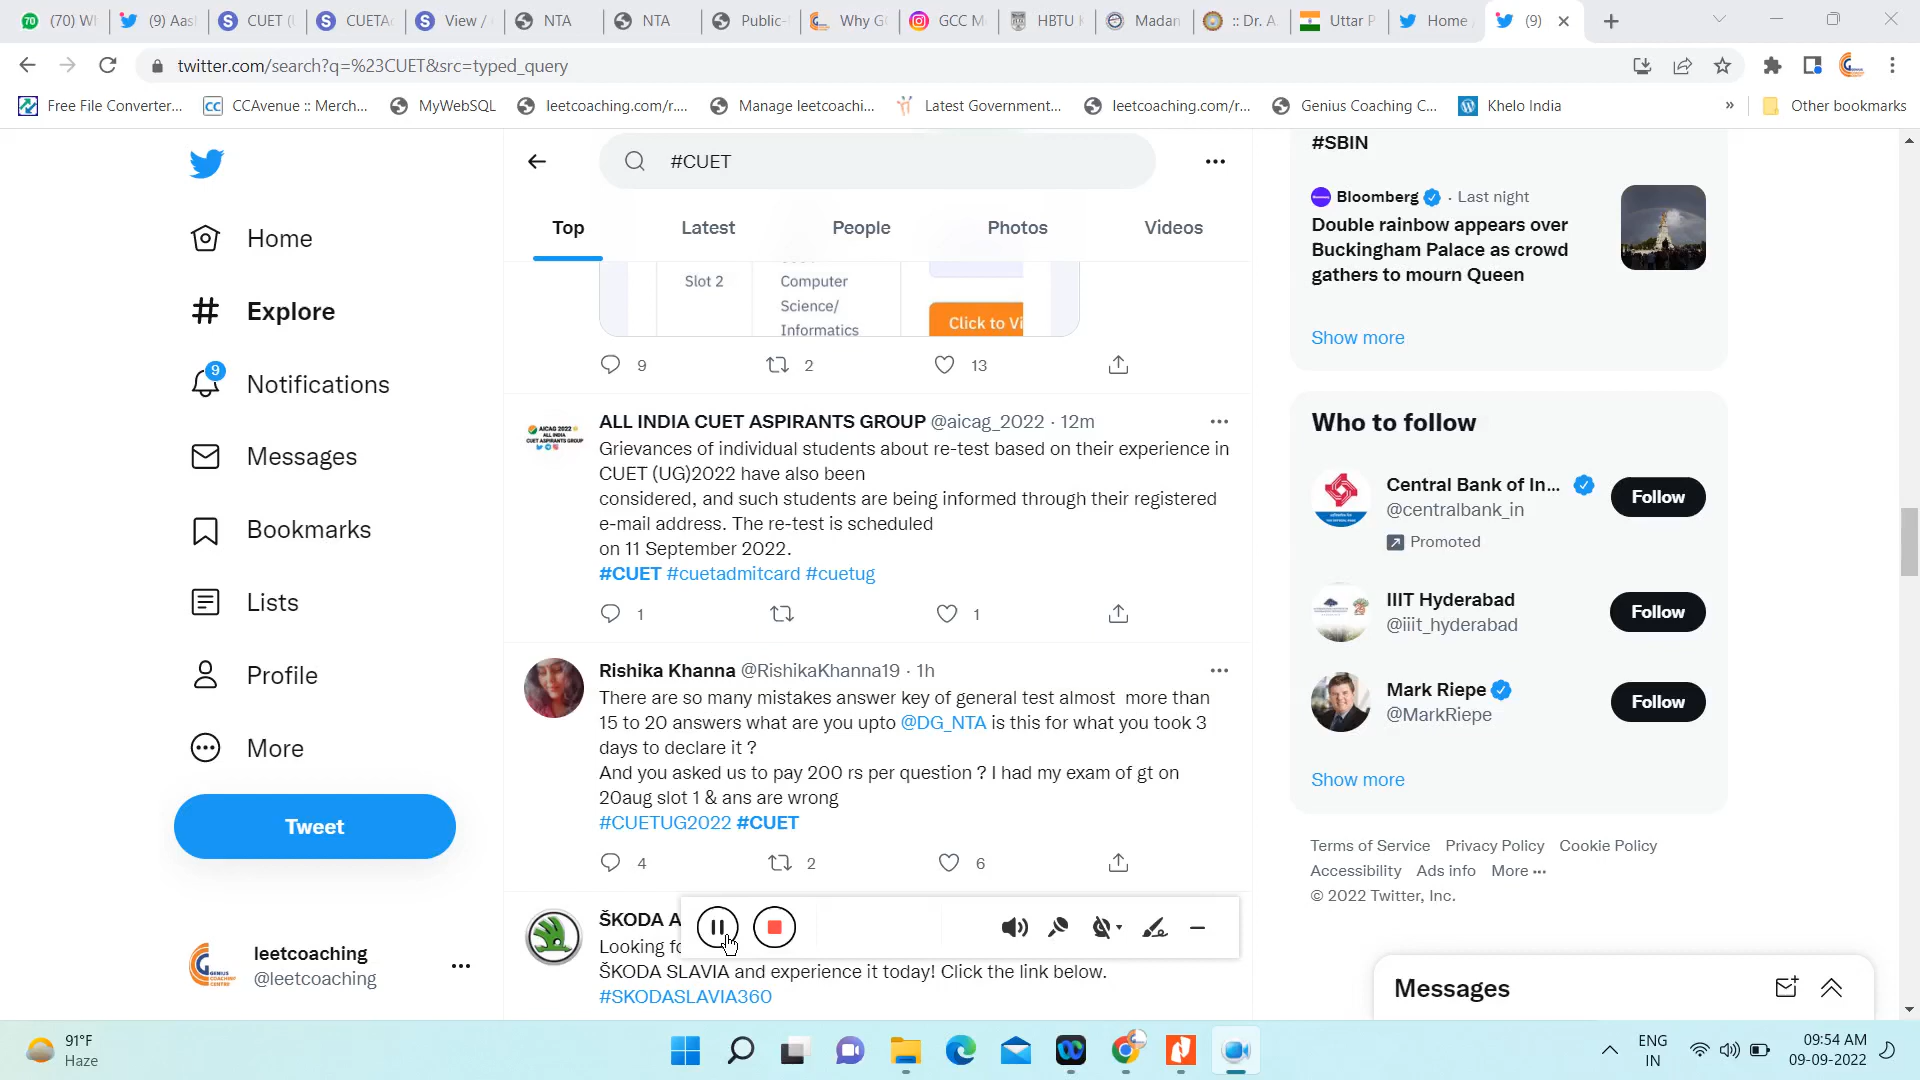 (70) Wh
(9) Aas
CUET (
CUETA
View /
NTA
NTA
Public-
Why G
GCC M
HBTU
Madan
:: Dr. A
Uttar P
Home
(9)
twitter.com/search?q=%23CUET&src=typed_query
Free File Converter...
CCAvenue :: Merch...
MyWebSQL
leetcoaching.com/r....
Manage leetcoachi...
Latest Government...
leetcoaching.com/r...
Genius Coaching C...
Khelo India
»
Other bookmarks
Home
Explore
9
Notifications
Messages
Bookmarks
Lists
Profile
More
Tweet
leetcoaching
@leetcoaching
#CUET
Top
Latest
People
Photos
Videos
Slot 2
Computer
Science/
Informatics
Click to Vi
9
2
13
AICAG 2022
ALL INDIA
CUET ASPIRANTS GROUP
ALL INDIA CUET ASPIRANTS GROUP @aicag_2022 · 12m
Grievances of individual students about re-test based on their experience in
CUET (UG)2022 have also been
considered, and such students are being informed through their registered
e-mail address. The re-test is scheduled
on 11 September 2022.
#CUET #cuetadmitcard #cuetug
1
1
Rishika Khanna @RishikaKhanna19 · 1h
There are so many mistakes answer key of general test almost more than
15 to 20 answers what are you upto @DG_NTA is this for what you took 3
days to declare it ?
And you asked us to pay 200 rs per question ? I had my exam of gt on
20aug slot 1 & ans are wrong
#CUETUG2022 #CUET
4
2
6
ŠKODA A
Looking fo
ŠKODA SLAVIA and experience it today! Click the link below.
#SKODASLAVIA360
#SBIN
Bloomberg · Last night
Double rainbow appears over
Buckingham Palace as crowd
gathers to mourn Queen
Show more
Who to follow
Central Bank of In...
@centralbank_in
Promoted
Follow
IIIT Hyderabad
@iiit_hyderabad
Follow
Mark Riepe
@MarkRiepe
Follow
Show more
Terms of Service Privacy Policy Cookie Policy
Accessibility Ads info More ···
© 2022 Twitter, Inc.
Messages
91°F
Haze
ENG
IN
09:54 AM
09-09-2022